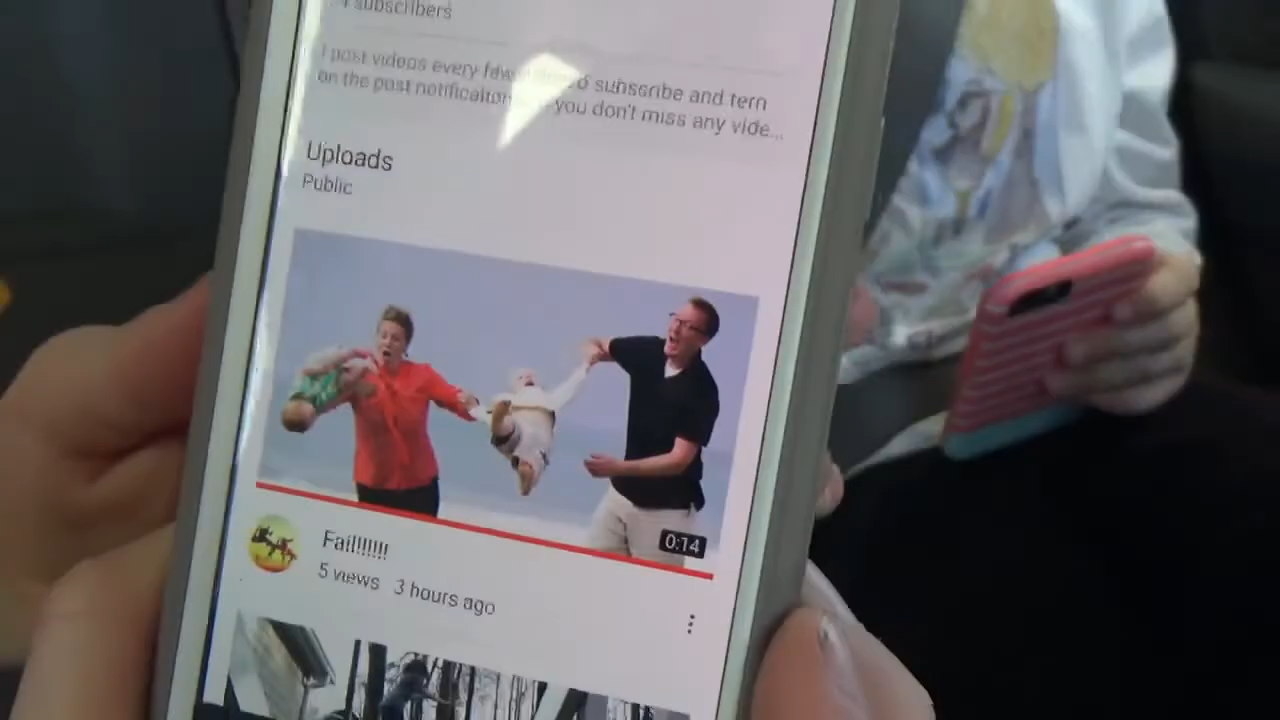 subscribers
I post videos every few subscribe and tern
on the post notificaiton you don't miss any vide...
Uploads
Public
0:14
Fail!!!!!!
5 views 3 hours ago